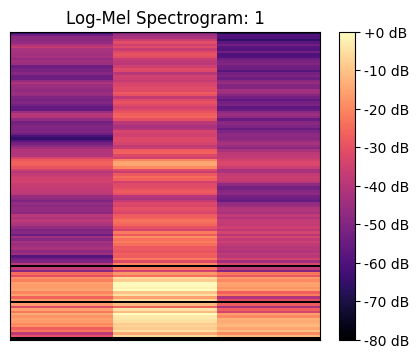 Log-Mel Spectrogram: 1
+0 dB
-10 dB
-20 dB
-30 dB
-40 dB
-50 dB
-60 dB
-70 dB
-80 dB